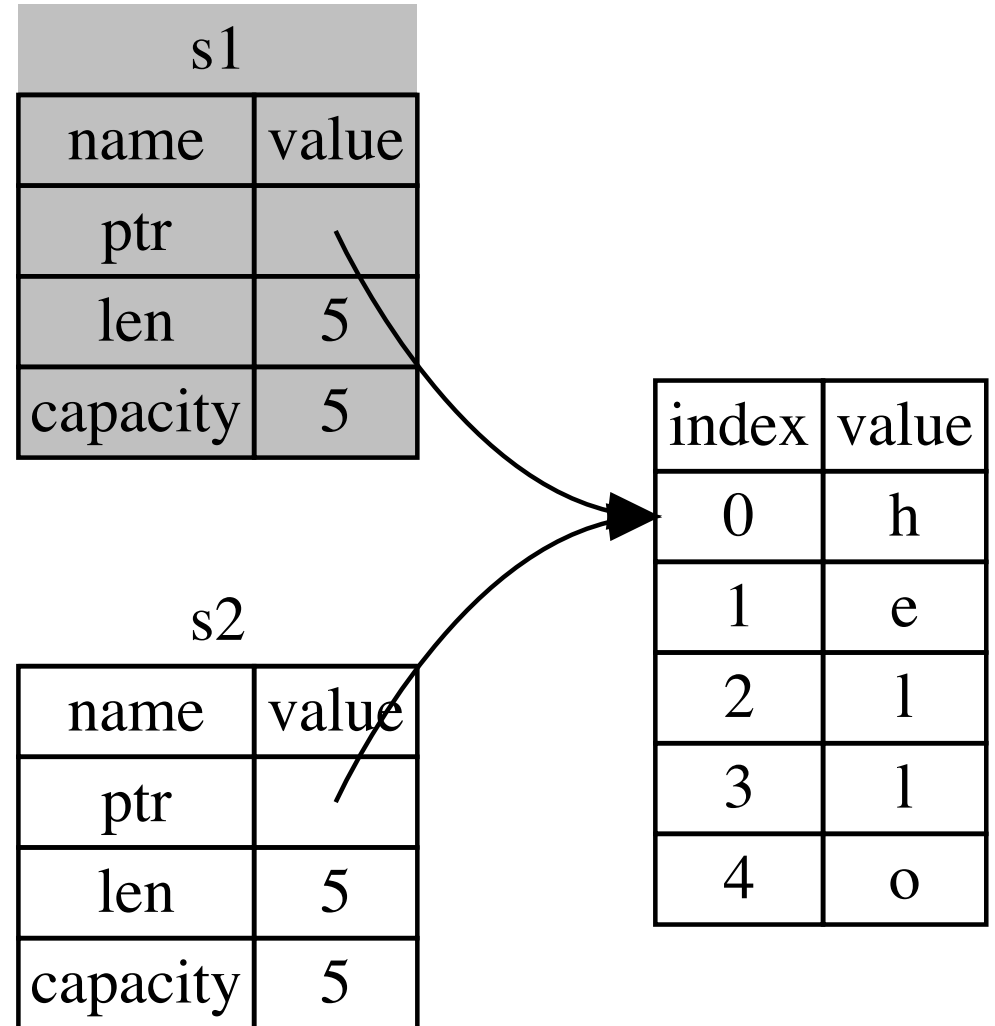 s1
name value
ptr
len 5
capacity 5
s2
name value
ptr
len 5
capacity 5
index value
0 h
1 e
2 l
3 l
4 o